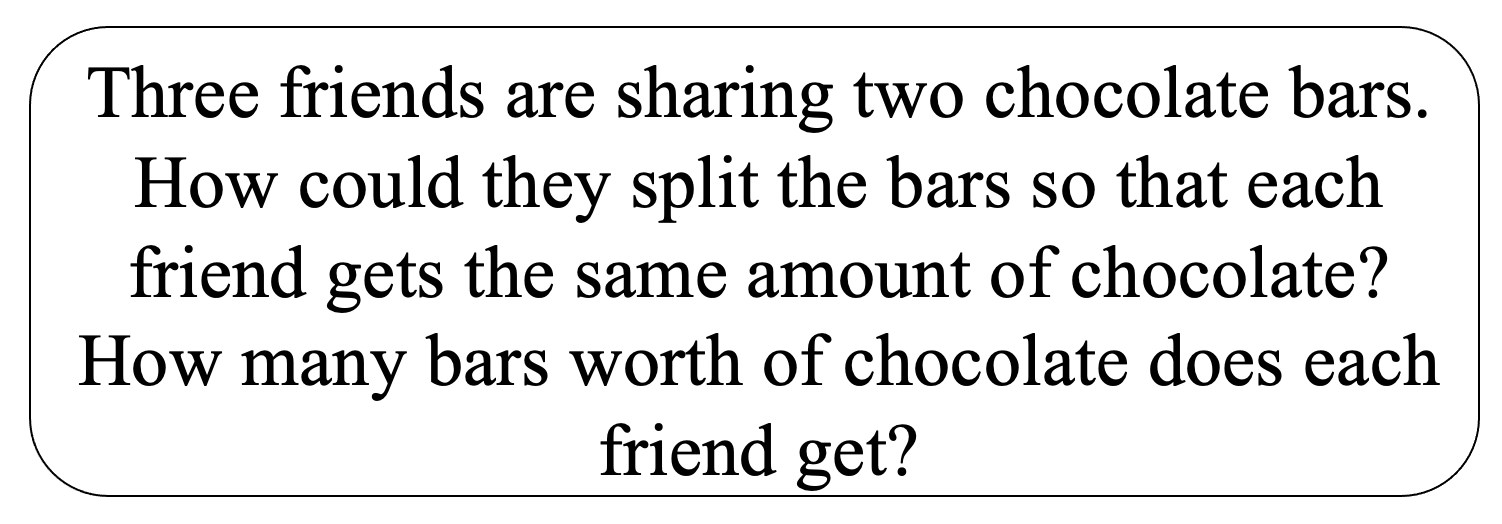 Three friends are sharing two chocolate bars.
How could they split the bars so that each
friend gets the same amount of chocolate?
How many bars worth of chocolate does each
friend get?